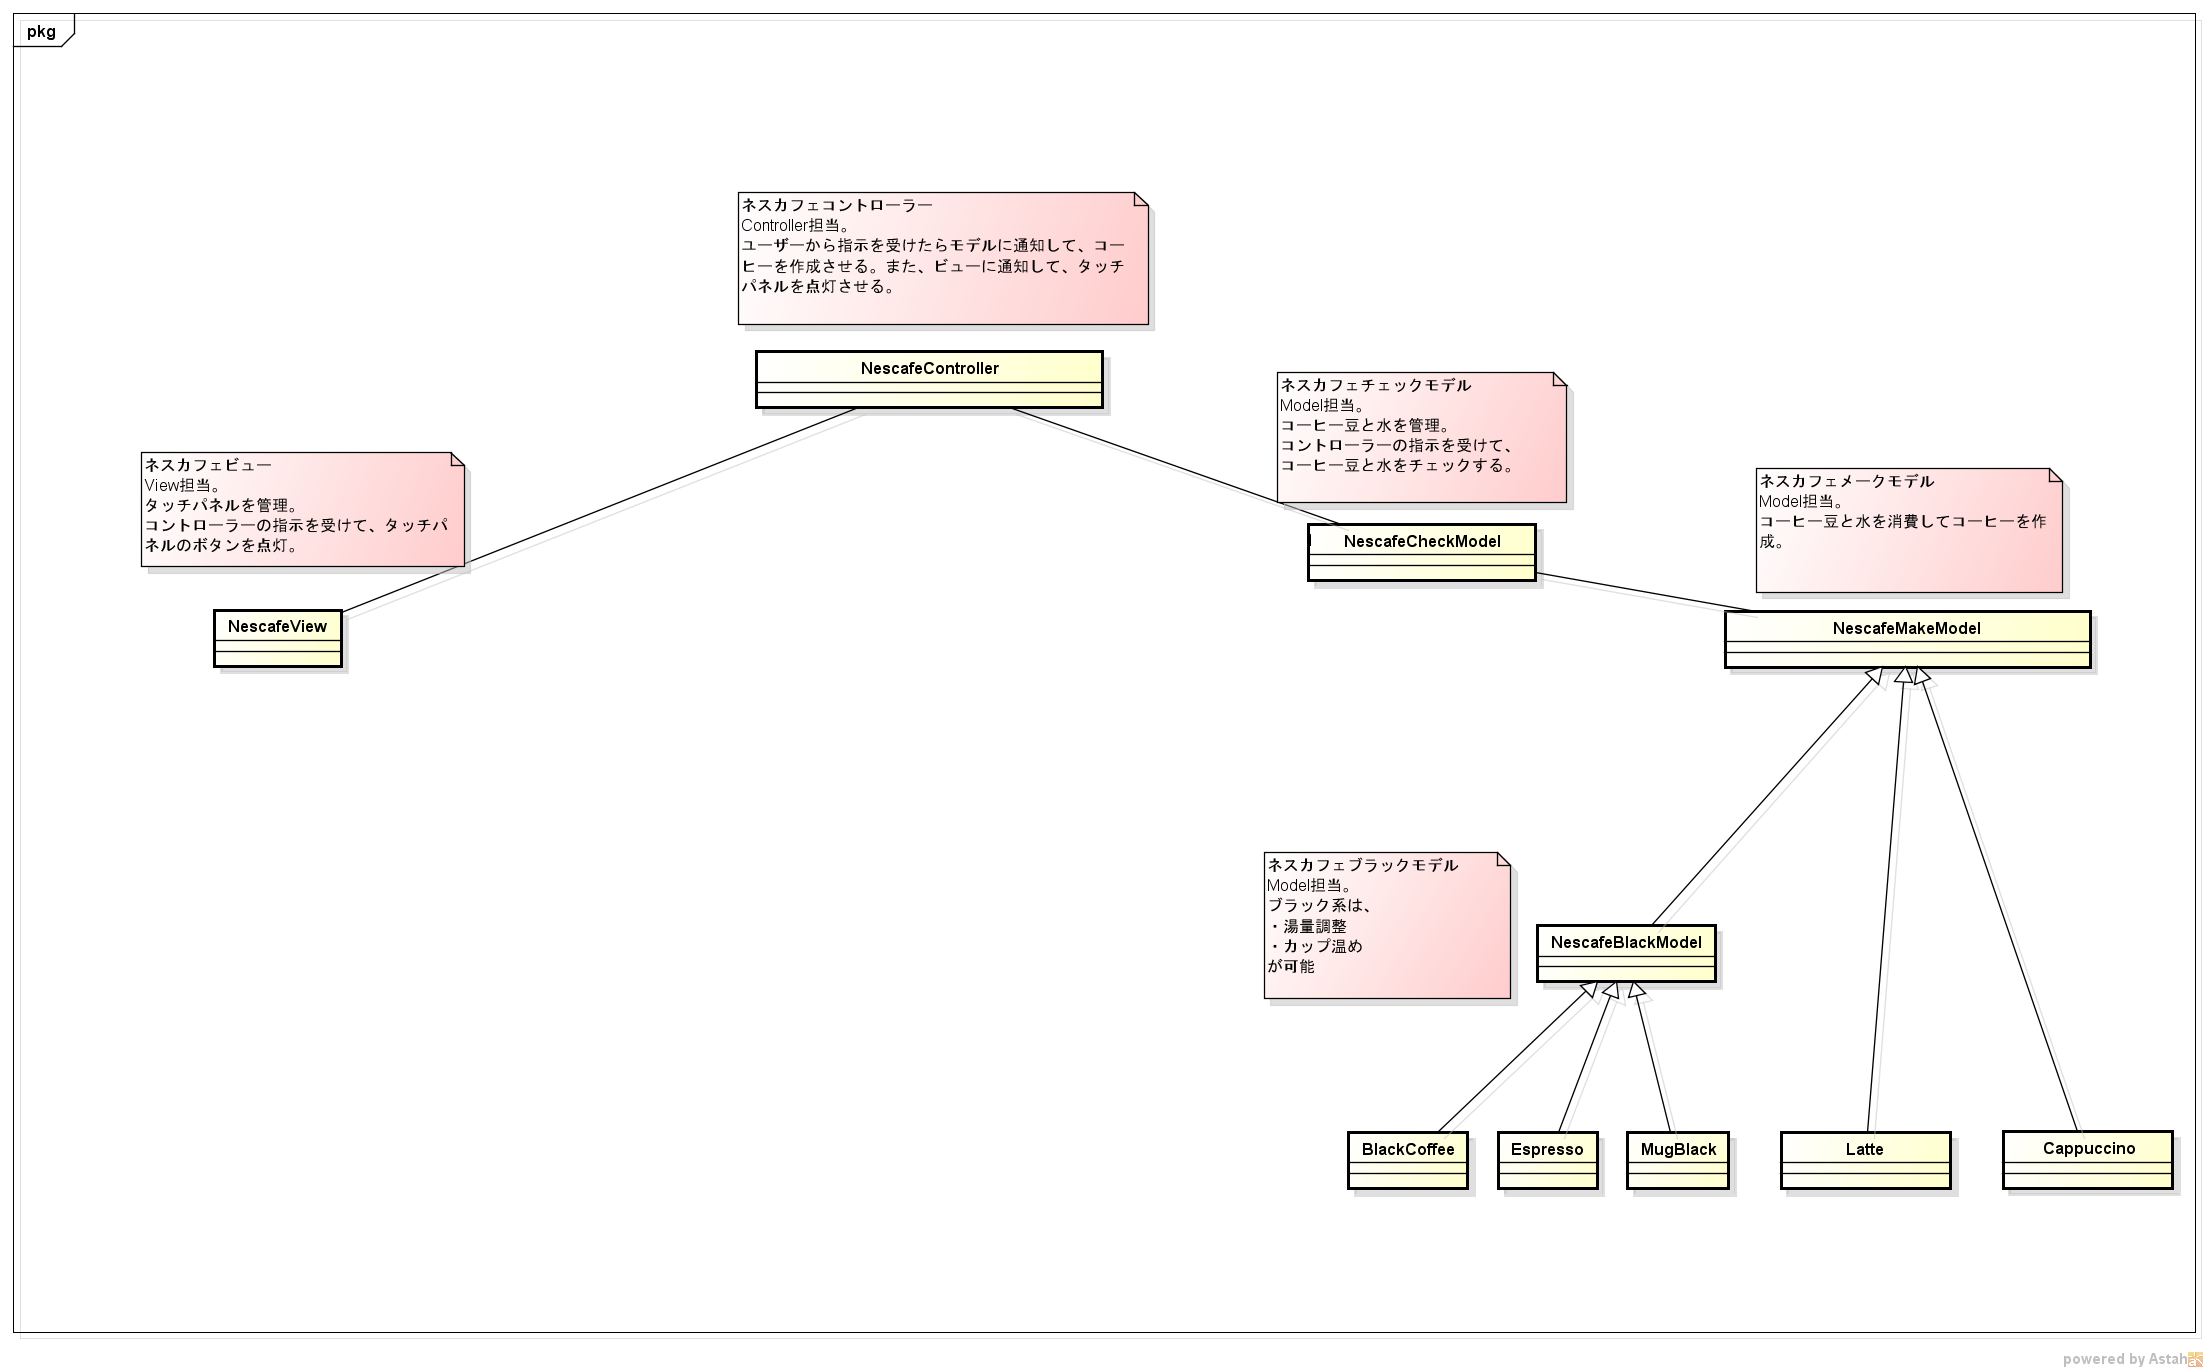 pkg
ネスカフェコントローラー
Controller担当。
ユーザーから指示を受けたらモデルに通知して、コー
ヒーを作成させる。また、ビューに通知して、タッチ
パネルを点灯させる。
NescafeController
ネスカフェチェックモデル
Model担当。
コーヒー豆と水を管理。
コントローラーの指示を受けて、
コーヒー豆と水をチェックする。
NescafeCheckModel
ネスカフェビュー
View担当。
タッチパネルを管理。
コントローラーの指示を受けて、タッチパ
ネルのボタンを点灯。
NescafeView
ネスカフェメークモデル
Model担当。
コーヒー豆と水を消費してコーヒーを作
成。
NescafeMakeModel
ネスカフェブラックモデル
Model担当。
ブラック系は、
・湯量調整
・カップ温め
が可能
NescafeBlackModel
BlackCoffee
Espresso
MugBlack
Latte
Cappuccino
powered by Astah